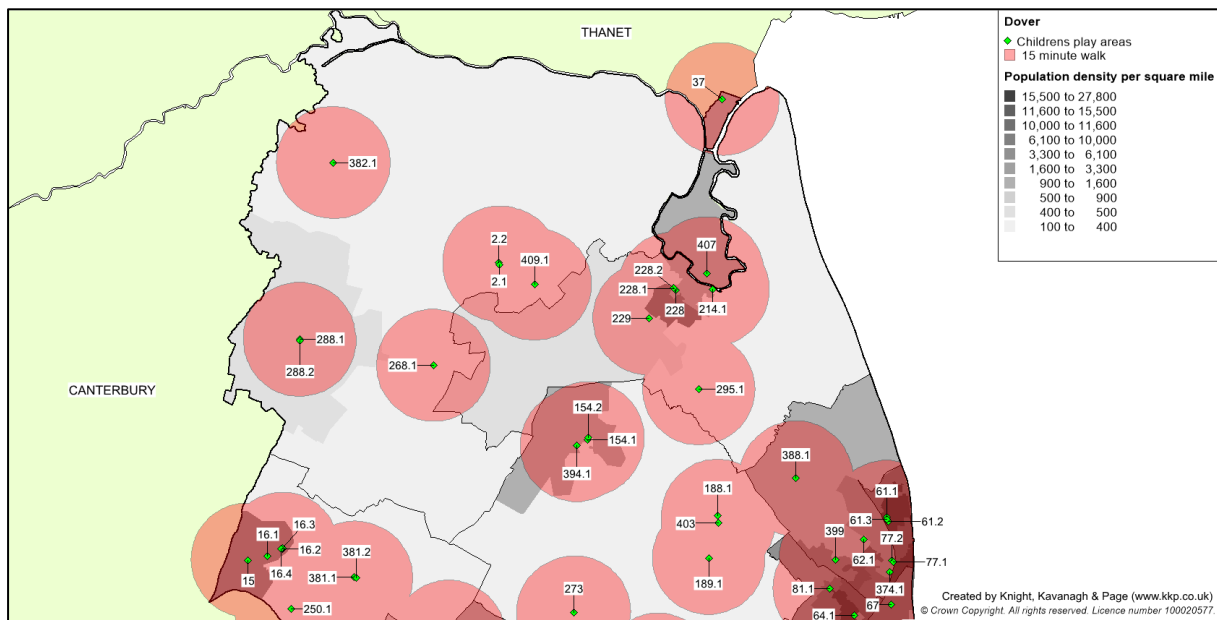 THANET
Dover
Childrens play areas
15 minute walk
Population density per square mile
15,500 to 27,800
11,600 to 15,500
10,000 to 11,600
6,100 to 10,000
3,300 to 6,100
1,600 to 3,300
900 to 1,600
500 to 900
400 to 500
100 to 400
37
382.1
2.2
409.1
2.1
407
228.2
228.1
228
214.1
229
288.1
288.2
268.1
CANTERBURY
295.1
154.2
154.1
394.1
388.1
188.1
403
61.1
61.3
61.2
399
77.2
62.1
77.1
189.1
16.3
16.1
16.2
16.4
15
381.2
381.1
250.1
273
81.1
374.1
67
64.1
Created by Knight, Kavanagh & Page (www.kkp.co.uk)
© Crown Copyright. All rights reserved. Licence number 100020577.